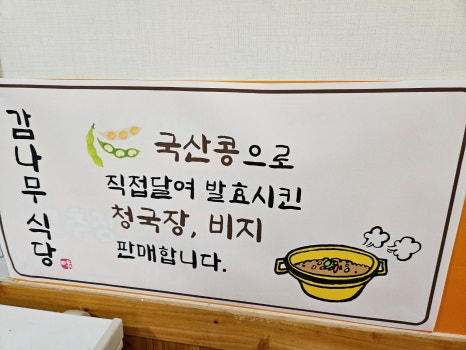 감나무식당
국산콩으로
직접달여 발효시킨
청국장, 비지
판매합니다.